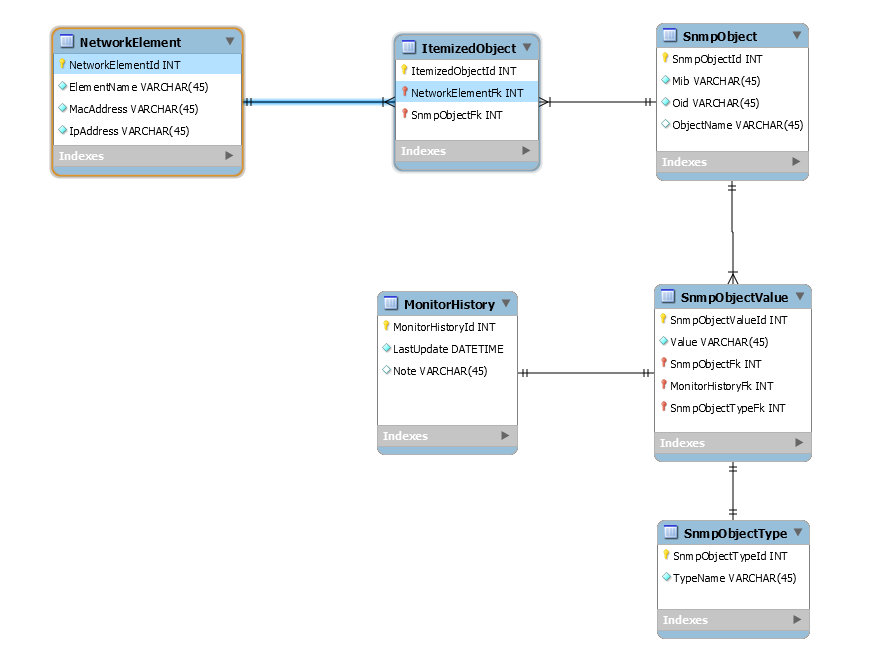 NetworkElement
NetworkElementId INT
ElementName VARCHAR(45)
MacAddress VARCHAR(45)
IpAddress VARCHAR(45)
Indexes
ItemizedObject
ItemizedObjectId INT
NetworkElementFk INT
SnmpObjectFk INT
Indexes
SnmpObject
SnmpObjectId INT
Mib VARCHAR(45)
Oid VARCHAR(45)
ObjectName VARCHAR(45)
Indexes
MonitorHistory
MonitorHistoryId INT
LastUpdate DATETIME
Note VARCHAR(45)
Indexes
SnmpObjectValue
SnmpObjectValueId INT
Value VARCHAR(45)
SnmpObjectFk INT
MonitorHistoryFk INT
SnmpObjectTypeFk INT
Indexes
SnmpObjectType
SnmpObjectTypeId INT
TypeName VARCHAR(45)
Indexes